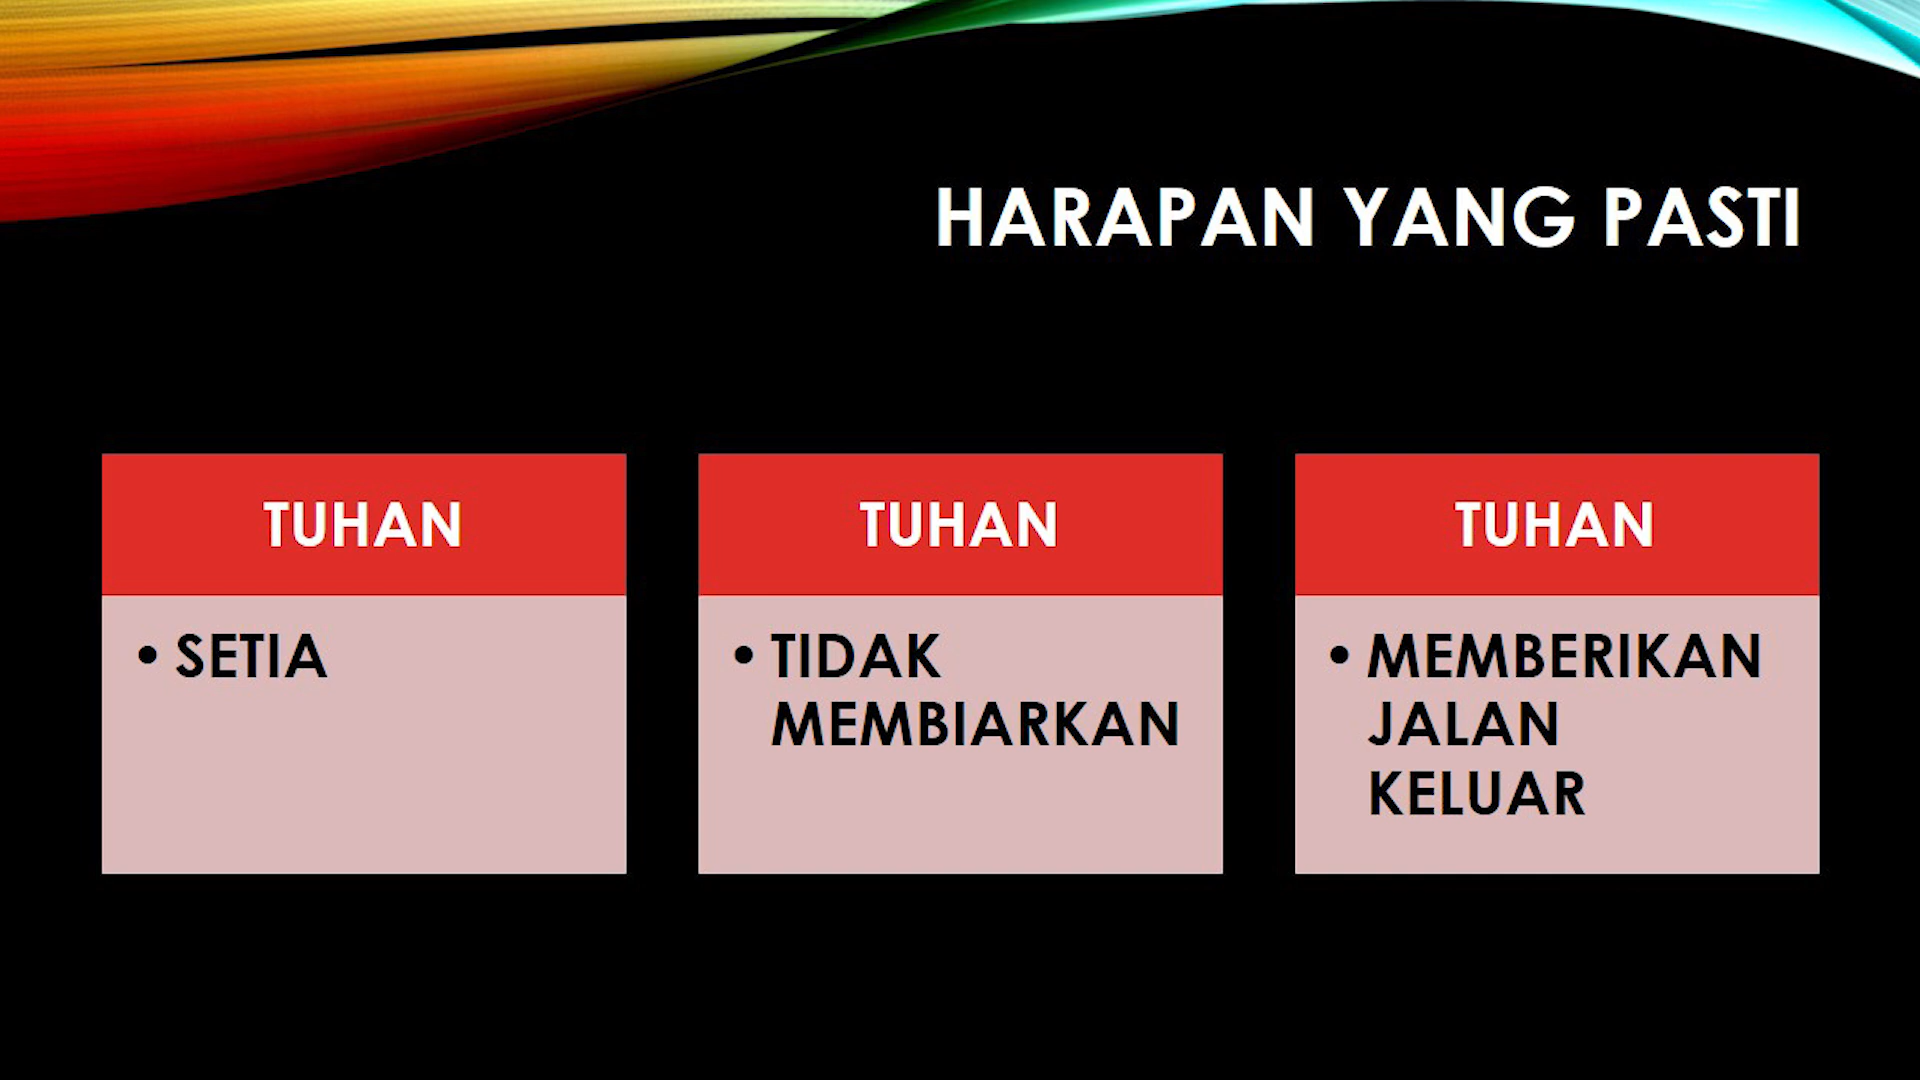 HARAPAN YANG PASTI
TUHAN
• SETIA
TUHAN
• TIDAK
MEMBIARKAN
TUHAN
• MEMBERIKAN
JALAN
KELUAR